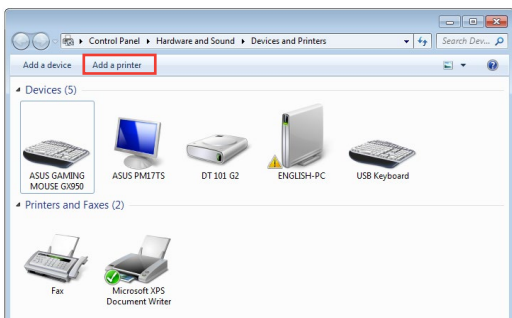 Control Panel ▸ Hardware and Sound ▸ Devices and Printers
Search Dev...
Add a device
Add a printer
Devices (5)
ASUS GAMING
MOUSE GX950
ASUS PM17TS
DT 101 G2
ENGLISH-PC
USB Keyboard
Printers and Faxes (2)
Fax
Microsoft XPS
Document Writer